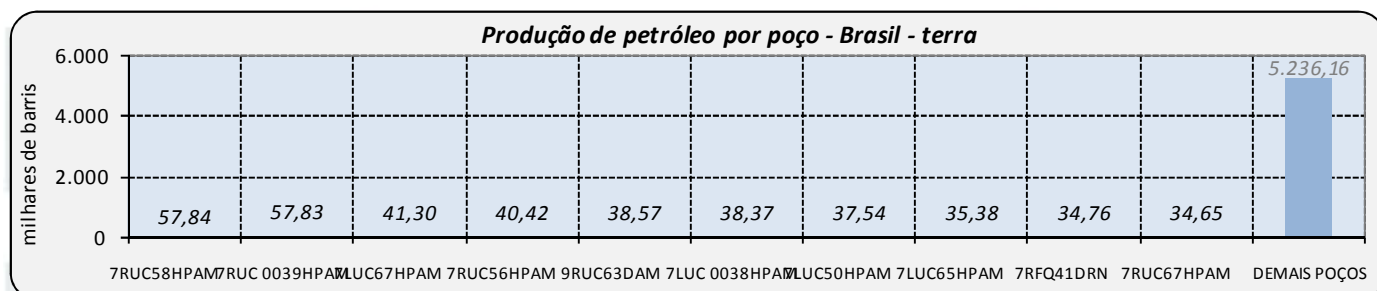 Produção de petróleo por poço - Brasil - terra
milhares de barris
6.000
4.000
2.000
0
57,84 57,83 41,30 40,42 38,57 38,37 37,54 35,38 34,76 34,65 5.236,16
7RUC58HPAM 7RUC 0039HPAM 7LUC67HPAM 7RUC56HPAM 9RUC63DAM 7LUC 0038HPAM 7LUC50HPAM 7LUC65HPAM 7RFQ41DRN 7RUC67HPAM DEMAIS POÇOS